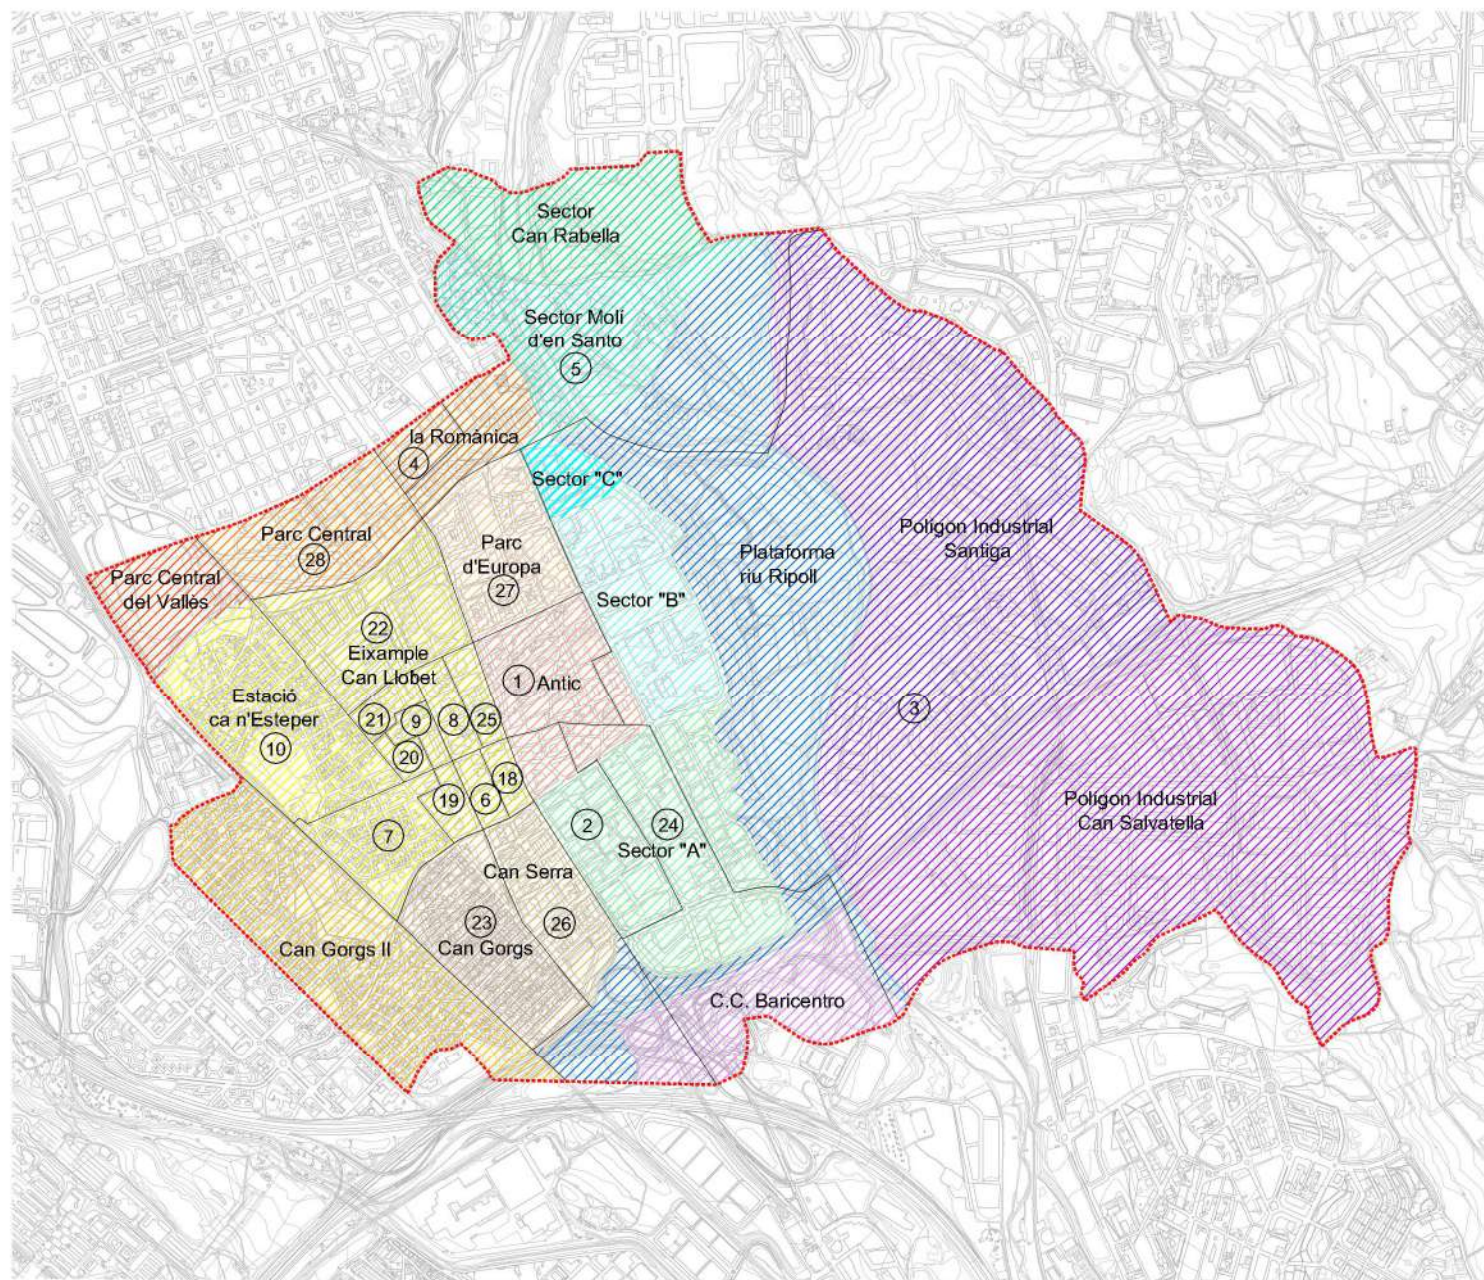 Sector
Can Rabella
Sector Molí
d'en Santo
5
la Romànica
4
Sector "C"
Parc Central
28
Parc
d'Europa
27
Plataforma
riu Ripoll
Polígon Industrial
Santiga
Parc Central
del Vallès
Sector "B"
22
Eixample
Can Llobet
1 Antic
Estació
ca n'Esteper
10
21
9
8
25
3
20
18
19
6
7
2
24
Sector "A"
Polígon Industrial
Can Salvatella
Can Serra
23
Can Gorgs
26
Can Gorgs II
C.C. Baricentro